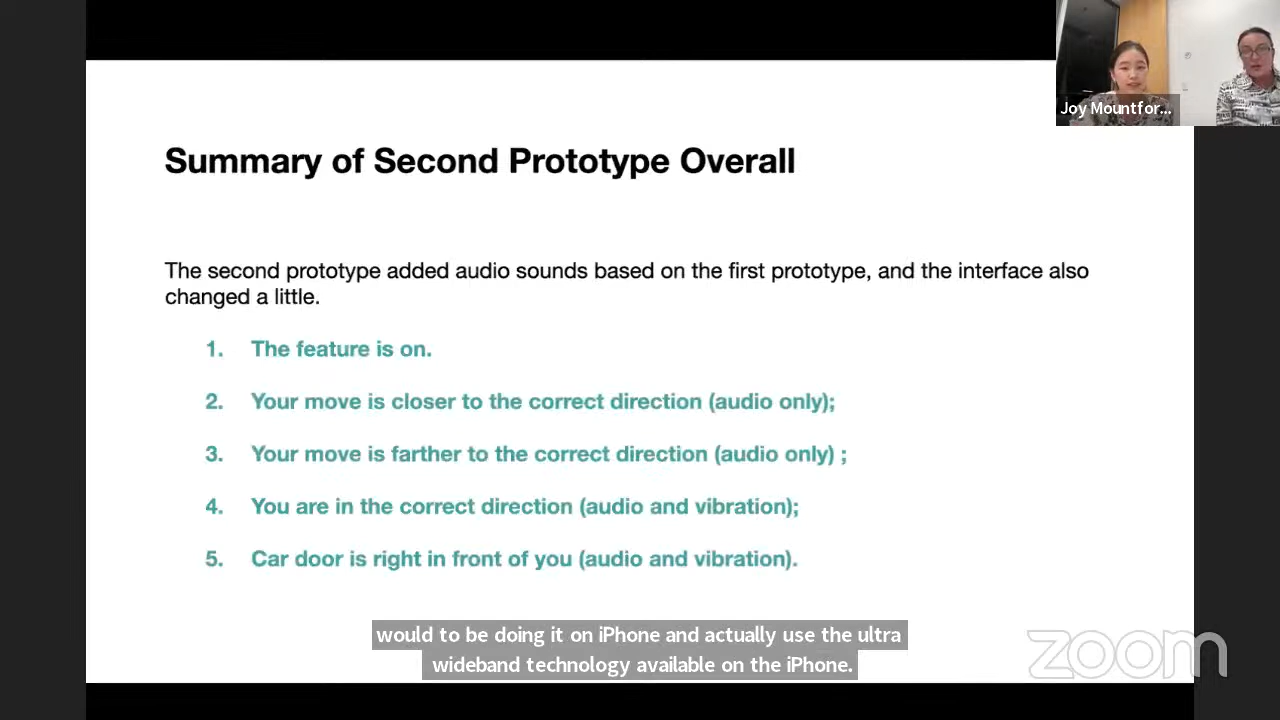 Joy Mountfor...
Summary of Second Prototype Overall
The second prototype added audio sounds based on the first prototype, and the interface also
changed a little.
1. The feature is on.
2. Your move is closer to the correct direction (audio only);
3. Your move is farther to the correct direction (audio only) ;
4. You are in the correct direction (audio and vibration);
5. Car door is right in front of you (audio and vibration).
would to be doing it on iPhone and actually use the ultra
wideband technology available on the iPhone.
zoom